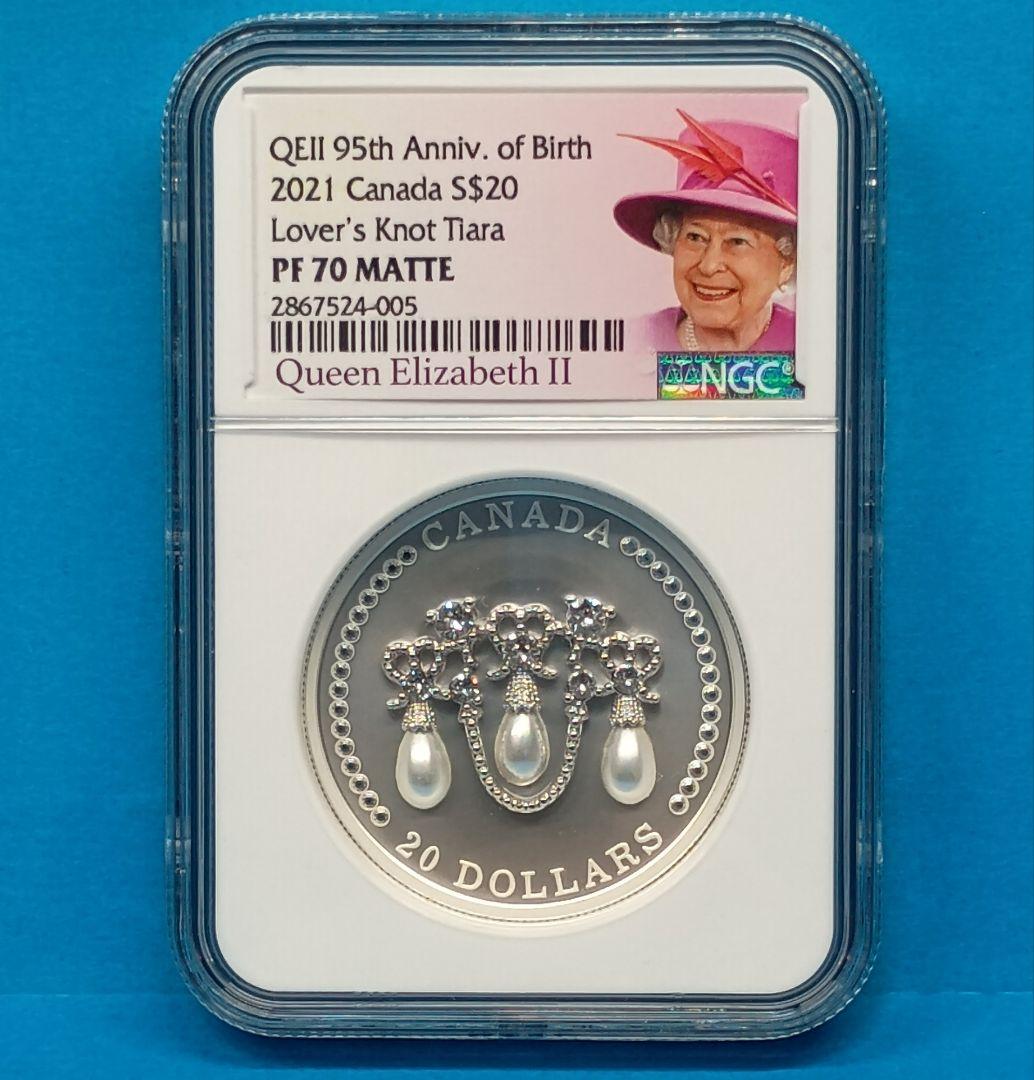 QEII 95th Anniv. of Birth
2021 Canada S$20
Lover's Knot Tiara
PF 70 MATTE
2867524-005
Queen Elizabeth II
NGC®
CANADA
20 DOLLARS